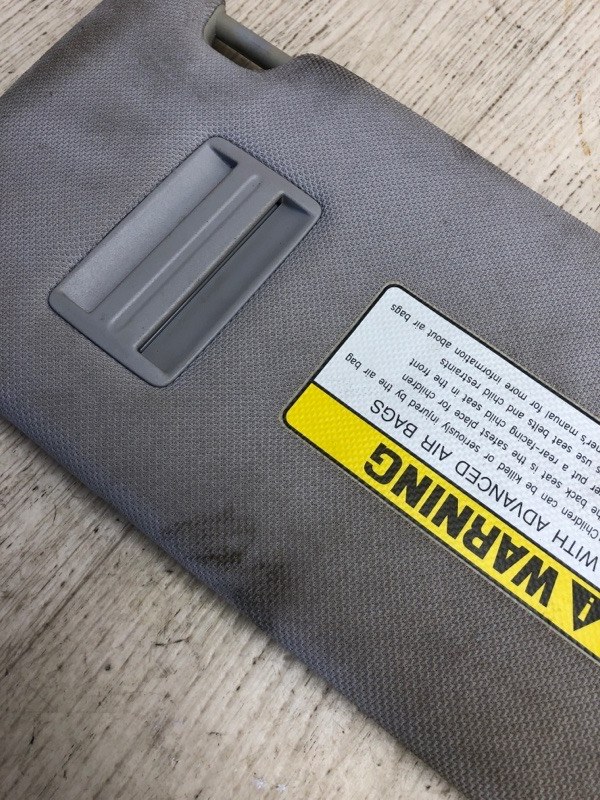 WARNING
WITH ADVANCED AIR BAGS
Children can be killed or seriously injured by the air bag
back seat is the safest place for children
put a rear-facing child seat in the front
use seat belts and child restraints
manual for more information about air bags